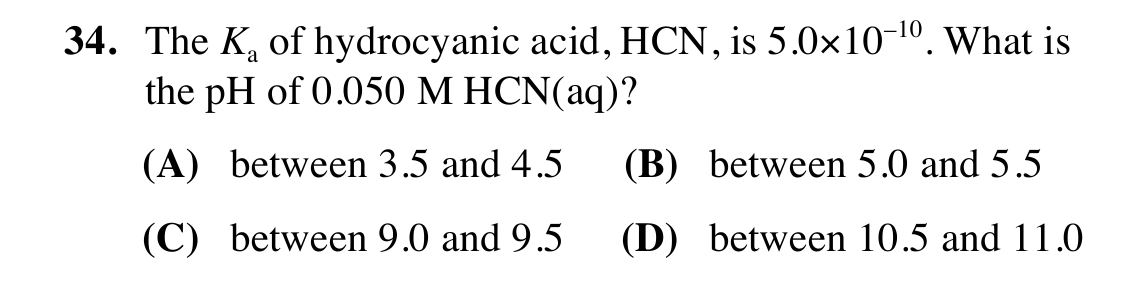 34. The Kₐ of hydrocyanic acid, HCN, is 5.0×10⁻¹⁰. What is
the pH of 0.050 M HCN(aq)?
(A) between 3.5 and 4.5 (B) between 5.0 and 5.5
(C) between 9.0 and 9.5 (D) between 10.5 and 11.0